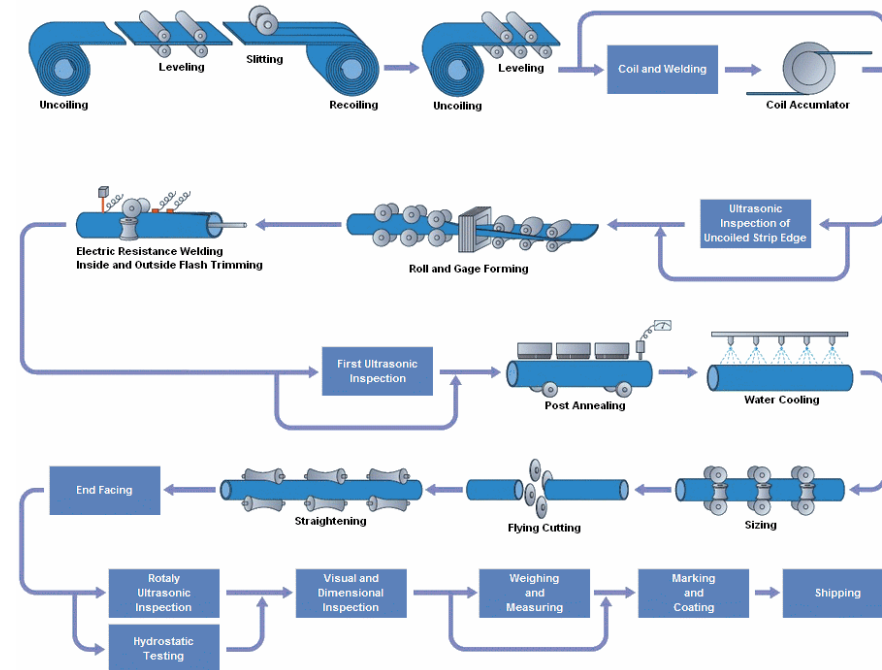 Uncoiling
Leveling
Slitting
Recoiling
Uncoiling
Leveling
Coil and Welding
Coil Accumlator
Electric Resistance Welding
Inside and Outside Flash Trimming
Roll and Gage Forming
Ultrasonic
Inspection of
Uncoiled Strip Edge
First Ultrasonic
Inspection
Post Annealing
Water Cooling
End Facing
Straightening
Flying Cutting
Sizing
Rotaly
Ultrasonic
Inspection
Visual and
Dimensional
Inspection
Weighing
and
Measuring
Marking
and
Coating
Shipping
Hydrostatic
Testing